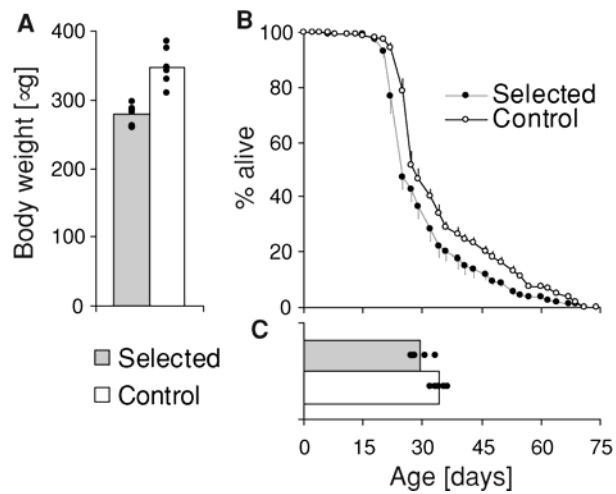 A
Body weight [∝g]
400
300
200
100
0
Selected
Control
B
% alive
100
80
60
40
20
0
Selected
Control
C
0 15 30 45 60 75
Age [days]